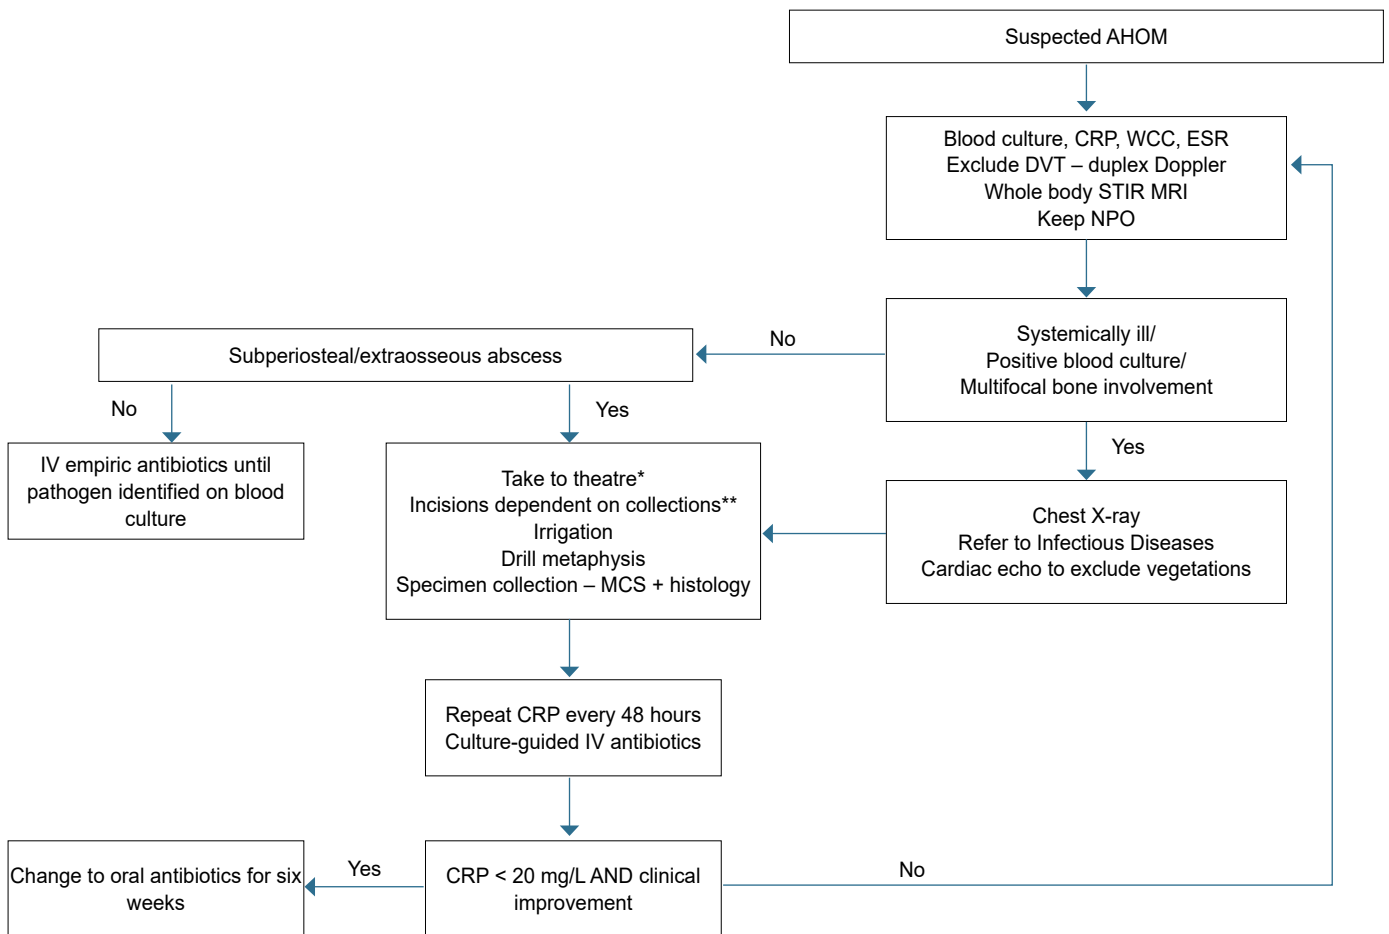 Suspected AHOM
Blood culture, CRP, WCC, ESR
Exclude DVT – duplex Doppler
Whole body STIR MRI
Keep NPO
Systemically ill/
Positive blood culture/
Multifocal bone involvement
No
Subperiosteal/extraosseous abscess
No
Yes
Yes
IV empiric antibiotics until
pathogen identified on blood
culture
Take to theatre*
Incisions dependent on collections**
Irrigation
Drill metaphysis
Specimen collection – MCS + histology
Chest X-ray
Refer to Infectious Diseases
Cardiac echo to exclude vegetations
Repeat CRP every 48 hours
Culture-guided IV antibiotics
CRP < 20 mg/L AND clinical
improvement
Yes
No
Change to oral antibiotics for six
weeks